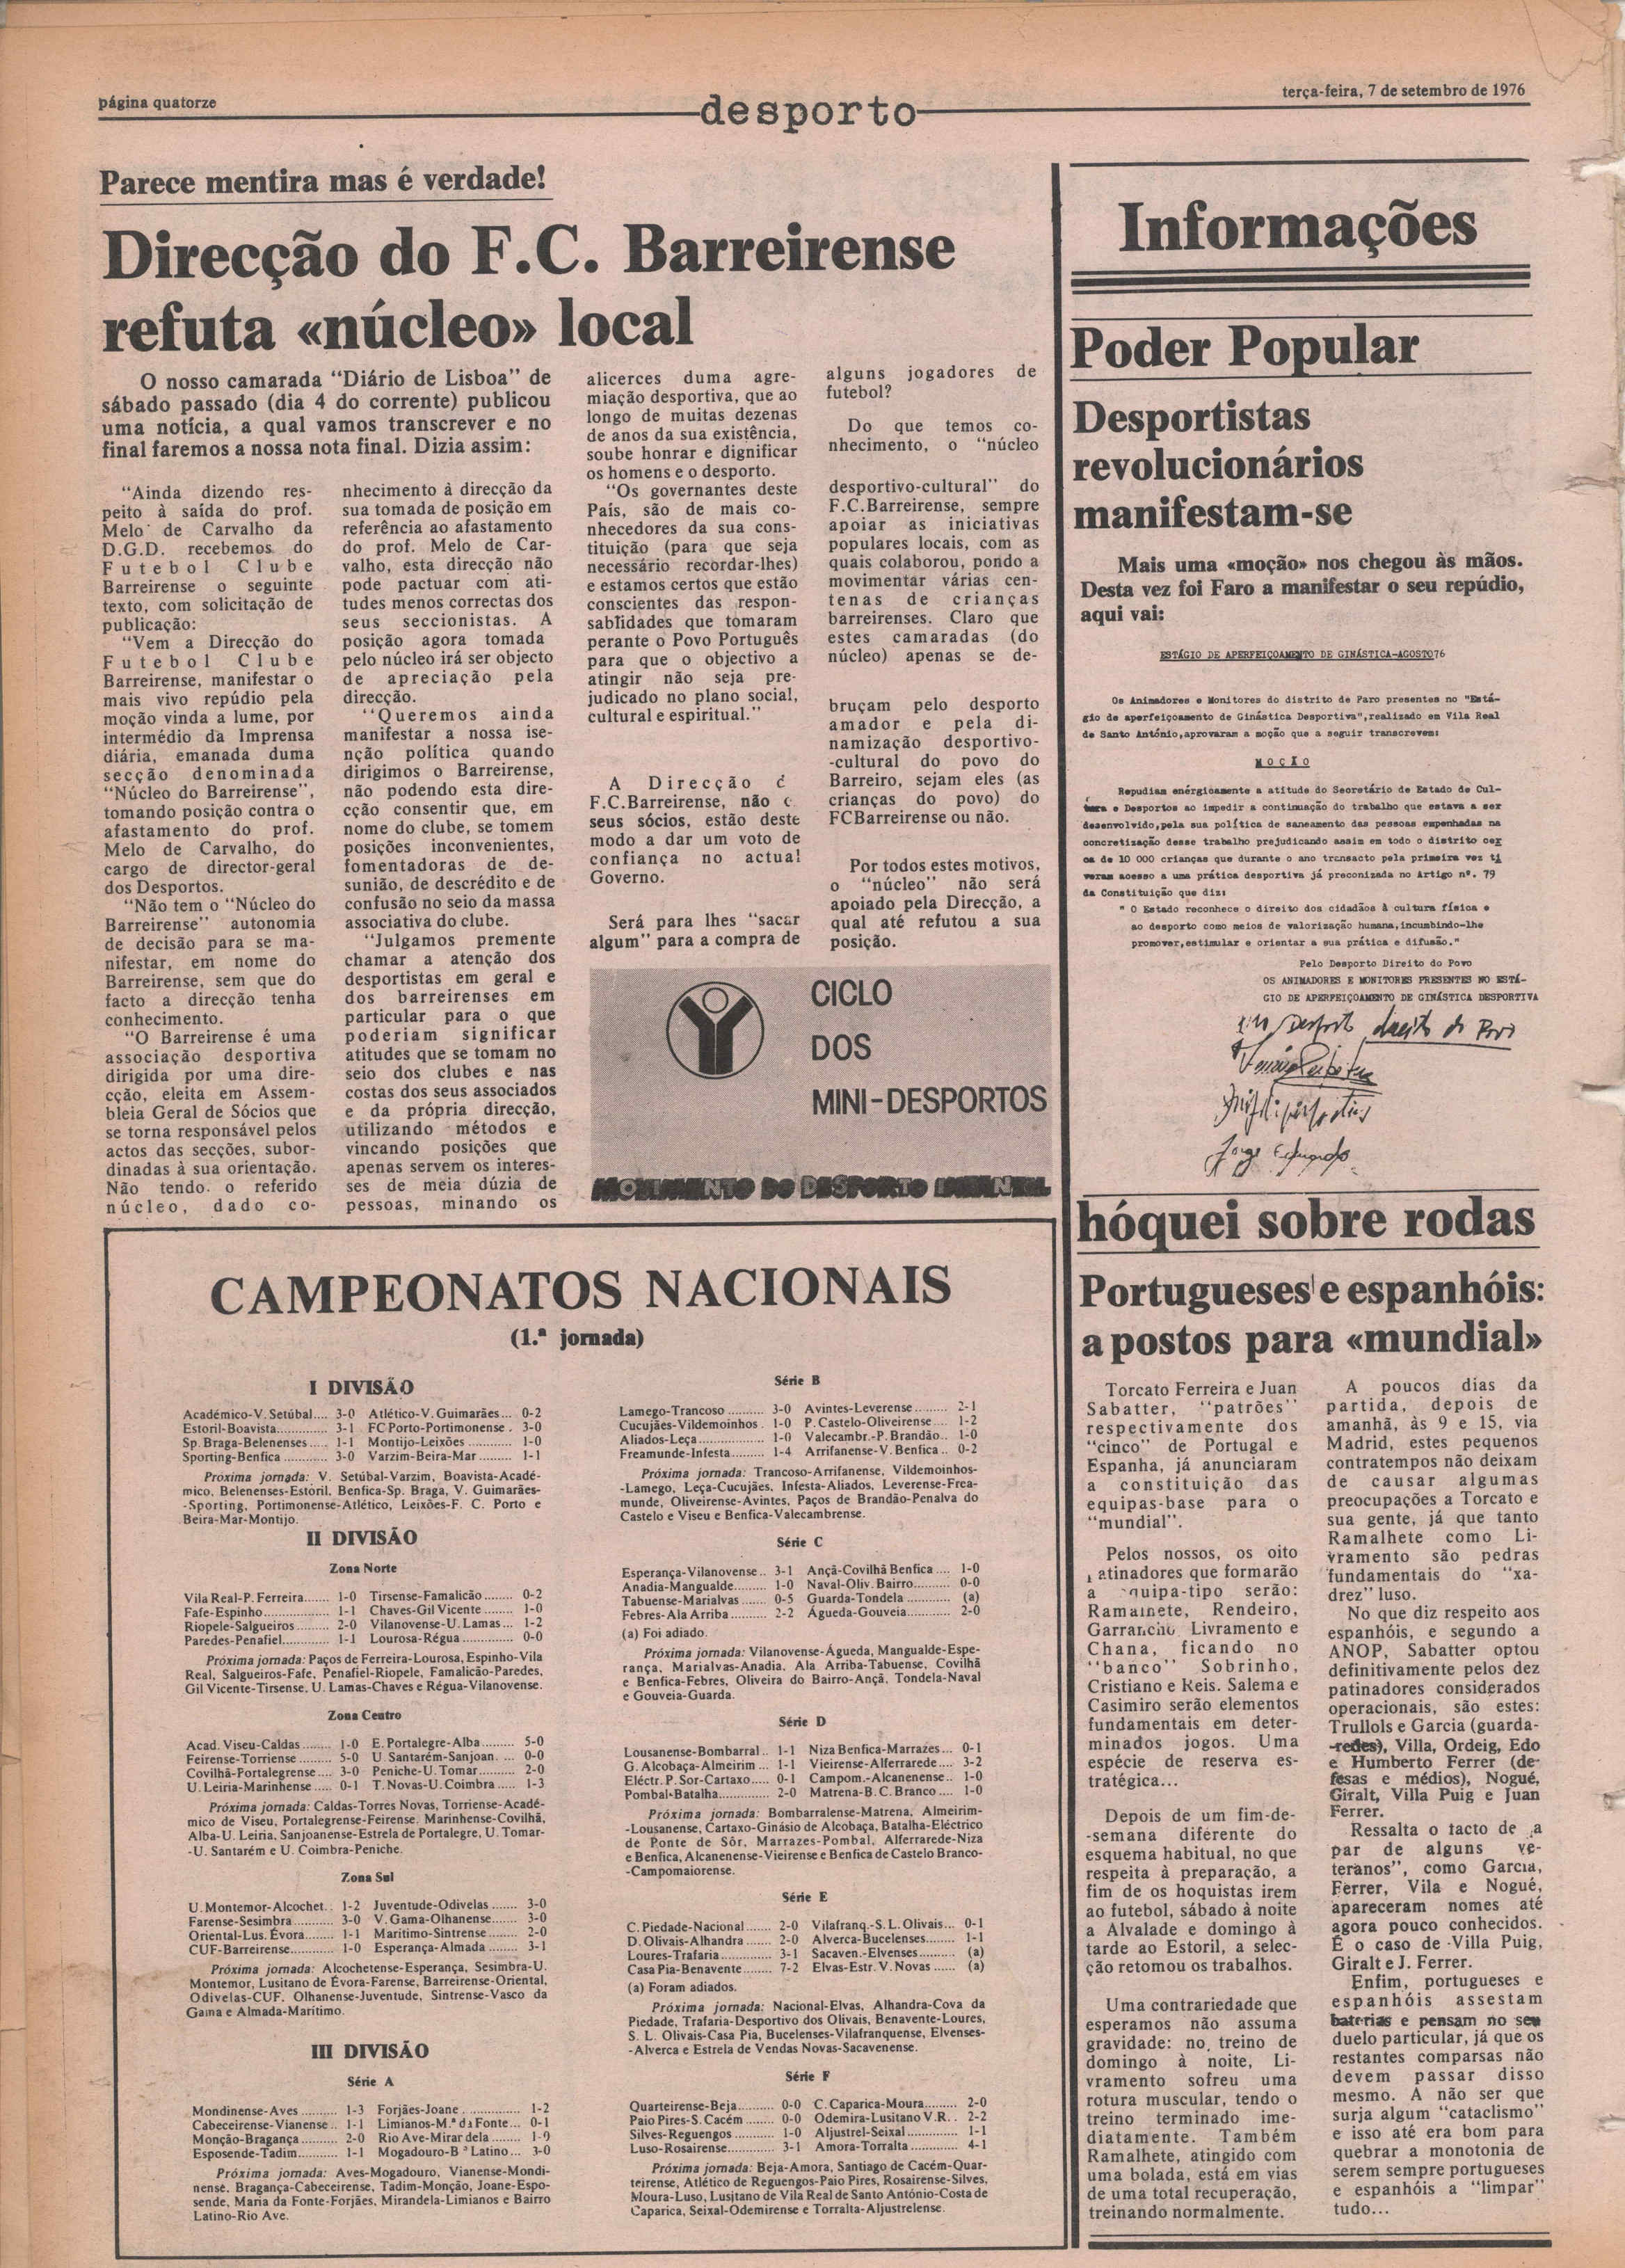 página quatorze
desporto
terça-feira, 7 de setembro de 1976
Parece mentira mas é verdade!
Direcção do F.C. Barreirense
refuta «núcleo» local
O nosso camarada "Diário de Lisboa" de
sábado passado (dia 4 do corrente) publicou
uma notícia, a qual vamos transcrever e no
final faremos a nossa nota final. Dizia assim:
"Ainda dizendo res-
peito à saída do prof.
Melo de Carvalho da
D.G.D. recebemos do
Futebol Clube
Barreirense o seguinte
texto, com solicitação de
publicação:
"Vem a Direcção do
Futebol Clube
Barreirense, manifestar o
mais vivo repúdio pela
moção vinda a lume, por
intermédio da Imprensa
diária, emanada duma
secção denominada
"Núcleo do Barreirense",
tomando posição contra o
afastamento do prof.
Melo de Carvalho, do
cargo de director-geral
dos Desportos.
"Não tem o "Núcleo do
Barreirense" autonomia
de decisão para se ma-
nifestar, em nome do
Barreirense, sem que do
facto a direcção tenha
conhecimento.
"O Barreirense é uma
associação desportiva
dirigida por uma dire-
cção, eleita em Assem-
bleia Geral de Sócios que
se torna responsável pelos
actos das secções, subor-
dinadas à sua orientação.
Não tendo o referido
núcleo, dado co-
nhecimento à direcção da
sua tomada de posição em
referência ao afastamento
do prof. Melo de Car-
valho, esta direcção não
pode pactuar com ati-
tudes menos correctas dos
seus seccionistas. A
posição agora tomada
pelo núcleo irá ser objecto
de apreciação pela
direcção.
"Queremos ainda
manifestar a nossa ise-
nção política quando
dirigimos o Barreirense,
não podendo esta dire-
cção consentir que, em
nome do clube, se tomem
posições inconvenientes,
fomentadoras de de-
sunião, de descrédito e de
confusão no seio da massa
associativa do clube.
"Julgamos premente
chamar a atenção dos
desportistas em geral e
dos barreirenses em
particular para o que
poderiam significar
atitudes que se tomam no
seio dos clubes e nas
costas dos seus associados
e da própria direcção,
utilizando métodos e
vincando posições que
apenas servem os interes-
ses de meia dúzia de
pessoas, minando os
alicerces duma agre-
miação desportiva, que ao
longo de muitas dezenas
de anos da sua existência,
soube honrar e dignificar
os homens e o desporto.
"Os governantes deste
País, são de mais co-
nhecedores da sua cons-
tituição (para que seja
necessário recordar-lhes)
e estamos certos que estão
conscientes das respon-
sablidades que tomaram
perante o Povo Português
para que o objectivo a
atingir não seja pre-
judicado no plano social,
cultural e espiritual."
A Direcção
F.C.Barreirense, não
seus sócios, estão deste
modo a dar um voto de
confiança no actual
Governo.
Será para lhes "sacar
algum" para a compra de
alguns jogadores de
futebol?
Do que temos co-
nhecimento, o "núcleo
desportivo-cultural" do
F.C.Barreirense, sempre
apoiar as iniciativas
populares locais, com as
quais colaborou, pondo a
movimentar várias cen-
tenas de crianças
barreirenses. Claro que
estes camaradas (do
núcleo) apenas se de-
bruçam pelo desporto
amador e pela di-
namização desportivo-
-cultural do povo do
Barreiro, sejam eles (as
crianças do povo) do
FCBarreirense ou não.
Por todos estes motivos,
o "núcleo" não será
apoiado pela Direcção, a
qual até refutou a sua
posição.
CICLO
DOS
MINI-DESPORTOS
MOVIMENTO DO DESPORTO INFANTIL
Informações
Poder Popular
Desportistas
revolucionários
manifestam-se
Mais uma «moção» nos chegou às mãos.
Desta vez foi Faro a manifestar o seu repúdio,
aqui vai:
ESTÁGIO DE APERFEIÇOAMENTO DE GINÁSTICA-AGOSTO76
Os Animadores e Monitores do distrito de Faro presentes no "Está-
gio de aperfeiçoamento de Ginástica Desportiva",realizado em Vila Real
de Santo António,aprovaram a moção que a seguir transcrevem:
MOÇÃO
Repudiam enérgicamente a atitude do Secretário de Estado de Cul-
tura e Desportos ao impedir a continuação do trabalho que estava a ser
desenvolvido,pela sua política de saneamento das pessoas empenhadas na
concretização desse trabalho prejudicando assim em todo o distrito cer
ca de 10 000 crianças que durante o ano transacto pela primeira vez ti
veram acesso a uma prática desportiva já preconizada no Artigo nº. 79
da Constituição que diz:
" O Estado reconhece o direito dos cidadãos à cultura física e
ao desporto como meios de valorização humana,incumbindo-lhe
promover,estimular e orientar a sua prática e difusão."
Pelo Desporto Direito do Povo
OS ANIMADORES E MONITORES PRESENTES NO ESTÁ-
GIO DE APERFEIÇOAMENTO DE GINÁSTICA DESPORTIVA
Desporto direito do Povo
Jorge Eduardo
hóquei sobre rodas
Portugueses e espanhóis:
a postos para «mundial»
Torcato Ferreira e Juan
Sabatter, "patrões"
respectivamente dos
"cinco" de Portugal e
Espanha, já anunciaram
a constituição das
equipas-base para o
"mundial".
Pelos nossos, os oito
atinadores que formarão
a equipa-tipo serão:
Ramalhete, Rendeiro,
Garrancho, Livramento e
Chana, ficando no
"banco" Sobrinho,
Cristiano e Reis. Salema e
Casimiro serão elementos
fundamentais em deter-
minados jogos. Uma
espécie de reserva es-
tratégica...
Depois de um fim-de-
-semana diferente do
esquema habitual, no que
respeita à preparação, a
fim de os hoquistas irem
ao futebol, sábado à noite
a Alvalade e domingo à
tarde ao Estoril, a selec-
ção retomou os trabalhos.
Uma contrariedade que
esperamos não assuma
gravidade: no treino de
domingo à noite, Li-
vramento sofreu uma
rotura muscular, tendo o
treino terminado ime-
diatamente. Também
Ramalhete, atingido com
uma bolada, está em vias
de uma total recuperação,
treinando normalmente.
A poucos dias da
partida, depois de
amanhã, às 9 e 15, via
Madrid, estes pequenos
contratempos não deixam
de causar algumas
preocupações a Torcato e
sua gente, já que tanto
Ramalhete como Li-
vramento são pedras
fundamentais do "xa-
drez" luso.
No que diz respeito aos
espanhóis, e segundo a
ANOP, Sabatter optou
definitivamente pelos dez
patinadores considerados
operacionais, são estes:
Trullols e Garcia (guarda-
-redes), Villa, Ordeig, Edo
e Humberto Ferrer (de-
fesas e médios), Nogué,
Giralt, Villa Puig e Juan
Ferrer.
Ressalta o facto de a
par de alguns ve-
teranos", como Garcia,
Ferrer, Vila e Nogué,
apareceram nomes até
agora pouco conhecidos.
É o caso de Villa Puig,
Giralt e J. Ferrer.
Enfim, portugueses e
espanhóis assestam
baterias e pensam no seu
duelo particular, já que os
restantes comparsas não
devem passar disso
mesmo. A não ser que
surja algum "cataclismo"
e isso até era bom para
quebrar a monotonia de
serem sempre portugueses
e espanhóis a "limpar"
tudo...
CAMPEONATOS NACIONAIS
(1.ª jornada)
I DIVISÃO
Académico-V. Setúbal.... 3-0 Atlético-V. Guimarães... 0-2
Estoril-Boavista............. 3-1 FC Porto-Portimonense . 3-0
Sp. Braga-Belenenses..... 1-1 Montijo-Leixões ............ 1-0
Sporting-Benfica ............ 3-0 Varzim-Beira-Mar ......... 1-1
Próxima jornada: V. Setúbal-Varzim, Boavista-Acadé-
mico, Belenenses-Estoril, Benfica-Sp. Braga, V. Guimarães-
-Sporting, Portimonense-Atlético, Leixões-F. C. Porto e
Beira-Mar-Montijo.
II DIVISÃO
Zona Norte
Vila Real-P. Ferreira....... 1-0 Tirsense-Famalicão ........ 0-2
Fafe-Espinho................. 1-1 Chaves-Gil Vicente ........ 1-0
Riopele-Salgueiros ......... 2-0 Vilanovense-U. Lamas... 1-2
Paredes-Penafiel............ 1-1 Lourosa-Régua ............. 0-0
Próxima jornada: Paços de Ferreira-Lourosa, Espinho-Vila
Real, Salgueiros-Fafe, Penafiel-Riopele, Famalicão-Paredes,
Gil Vicente-Tirsense, U. Lamas-Chaves e Régua-Vilanovense.
Zona Centro
Acad. Viseu-Caldas ........ 1-0 E. Portalegre-Alba ......... 5-0
Feirense-Torriense ......... 5-0 U. Santarém-Sanjoan. ... 0-0
Covilhã-Portalegrense .... 3-0 Peniche-U. Tomar......... 2-0
U. Leiria-Marinhense ..... 0-1 T. Novas-U. Coimbra ..... 1-3
Próxima jornada: Caldas-Torres Novas, Torriense-Acadé-
mico de Viseu, Portalegrense-Feirense, Marinhense-Covilhã,
Alba-U. Leiria, Sanjoanense-Estrela de Portalegre, U. Tomar-
-U. Santarém e U. Coimbra-Peniche.
Zona Sul
U. Montemor-Alcochet. . 1-2 Juventude-Odivelas ....... 3-0
Farense-Sesimbra........... 3-0 V. Gama-Olhanense....... 3-0
Oriental-Lus. Évora ....... 1-1 Marítimo-Sintrense ........ 2-0
CUF-Barreirense............ 1-0 Esperança-Almada ........ 3-1
Próxima jornada: Alcochetense-Esperança, Sesimbra-U.
Montemor, Lusitano de Évora-Farense, Barreirense-Oriental,
Odivelas-CUF, Olhanense-Juventude, Sintrense-Vasco da
Gama e Almada-Marítimo.
III DIVISÃO
Série A
Mondinense-Aves .......... 1-3 Forjães-Joane ............... 1-2
Cabeceirense-Vianense .. 1-1 Limianos-M.ª da Fonte... 0-1
Monção-Bragança .......... 2-0 Rio Ave-Mirandela ........ 1-0
Esposende-Tadim........... 1-1 Mogadouro-B ª Latino... 3-0
Próxima jornada: Aves-Mogadouro, Vianense-Mondi-
nense, Bragança-Cabeceirense, Tadim-Monção, Joane-Espo-
sende, Maria da Fonte-Forjães, Mirandela-Limianos e Bairro
Latino-Rio Ave.
Série B
Lamego-Trancoso .......... 3-0 Avintes-Leverense ......... 2-1
Cucujães-Vildemoinhos . 1-0 P. Castelo-Oliveirense.... 1-2
Aliados-Leça................. 1-0 Valecambr.-P. Brandão.. 1-0
Freamunde-Infesta......... 1-4 Arrifanense-V. Benfica .. 0-2
Próxima jornada: Trancoso-Arrifanense, Vildemoinhos-
-Lamego, Leça-Cucujães, Infesta-Aliados, Leverense-Frea-
munde, Oliveirense-Avintes, Paços de Brandão-Penalva do
Castelo e Viseu e Benfica-Valecambrense.
Série C
Esperança-Vilanovense .. 3-1 Ançã-Covilhã Benfica .... 1-0
Anadia-Mangualde......... 1-0 Naval-Oliv. Bairro.......... 0-0
Tabuense-Marialvas ....... 0-5 Guarda-Tondela ............ (a)
Febres-Ala Arriba .......... 2-2 Águeda-Gouveia............ 2-0
(a) Foi adiado.
Próxima jornada: Vilanovense-Águeda, Mangualde-Espe-
rança, Marialvas-Anadia, Ala Arriba-Tabuense, Covilhã
e Benfica-Febres, Oliveira do Bairro-Ançã, Tondela-Naval
e Gouveia-Guarda.
Série D
Lousanense-Bombarral .. 1-1 Niza Benfica-Marrazes... 0-1
G. Alcobaça-Almeirim ... 1-1 Vieirense-Alferrarede .... 3-2
Eléctr. P. Sor-Cartaxo..... 0-1 Campom.-Alcanenense.. 1-0
Pombal-Batalha............. 2-0 Matrena-B. C. Branco .... 1-0
Próxima jornada: Bombarralense-Matrena, Almeirim-
-Lousanense, Cartaxo-Ginásio de Alcobaça, Batalha-Eléctrico
de Ponte de Sôr, Marrazes-Pombal, Alferrarede-Niza
e Benfica, Alcanenense-Vieirense e Benfica de Castelo Branco-
-Campomaiorense.
Série E
C. Piedade-Nacional ....... 2-0 Vilafranq.-S. L. Olivais... 0-1
D. Olivais-Alhandra ....... 2-0 Alverca-Bucelenses........ 1-1
Loures-Trafaria............. 3-1 Sacaven.-Elvenses.......... (a)
Casa Pia-Benavente........ 7-2 Elvas-Estr. V. Novas ...... (a)
(a) Foram adiados.
Próxima jornada: Nacional-Elvas, Alhandra-Cova da
Piedade, Trafaria-Desportivo dos Olivais, Benavente-Loures,
S. L. Olivais-Casa Pia, Bucelenses-Vilafranquense, Elvenses-
-Alverca e Estrela de Vendas Novas-Sacavenense.
Série F
Quarteirense-Beja.......... 0-0 C. Caparica-Moura......... 2-0
Paio Pires-S. Cacém ....... 0-0 Odemira-Lusitano V.R. . 2-2
Silves-Reguengos........... 1-0 Aljustrel-Seixal ............. 1-1
Luso-Rosairense............ 3-1 Amora-Torralta ............ 4-1
Próxima jornada: Beja-Amora, Santiago de Cacém-Quar-
teirense, Atlético de Reguengos-Paio Pires, Rosairense-Silves,
Moura-Luso, Lusitano de Vila Real de Santo António-Costa de
Caparica, Seixal-Odemirense e Torralta-Aljustrelense.